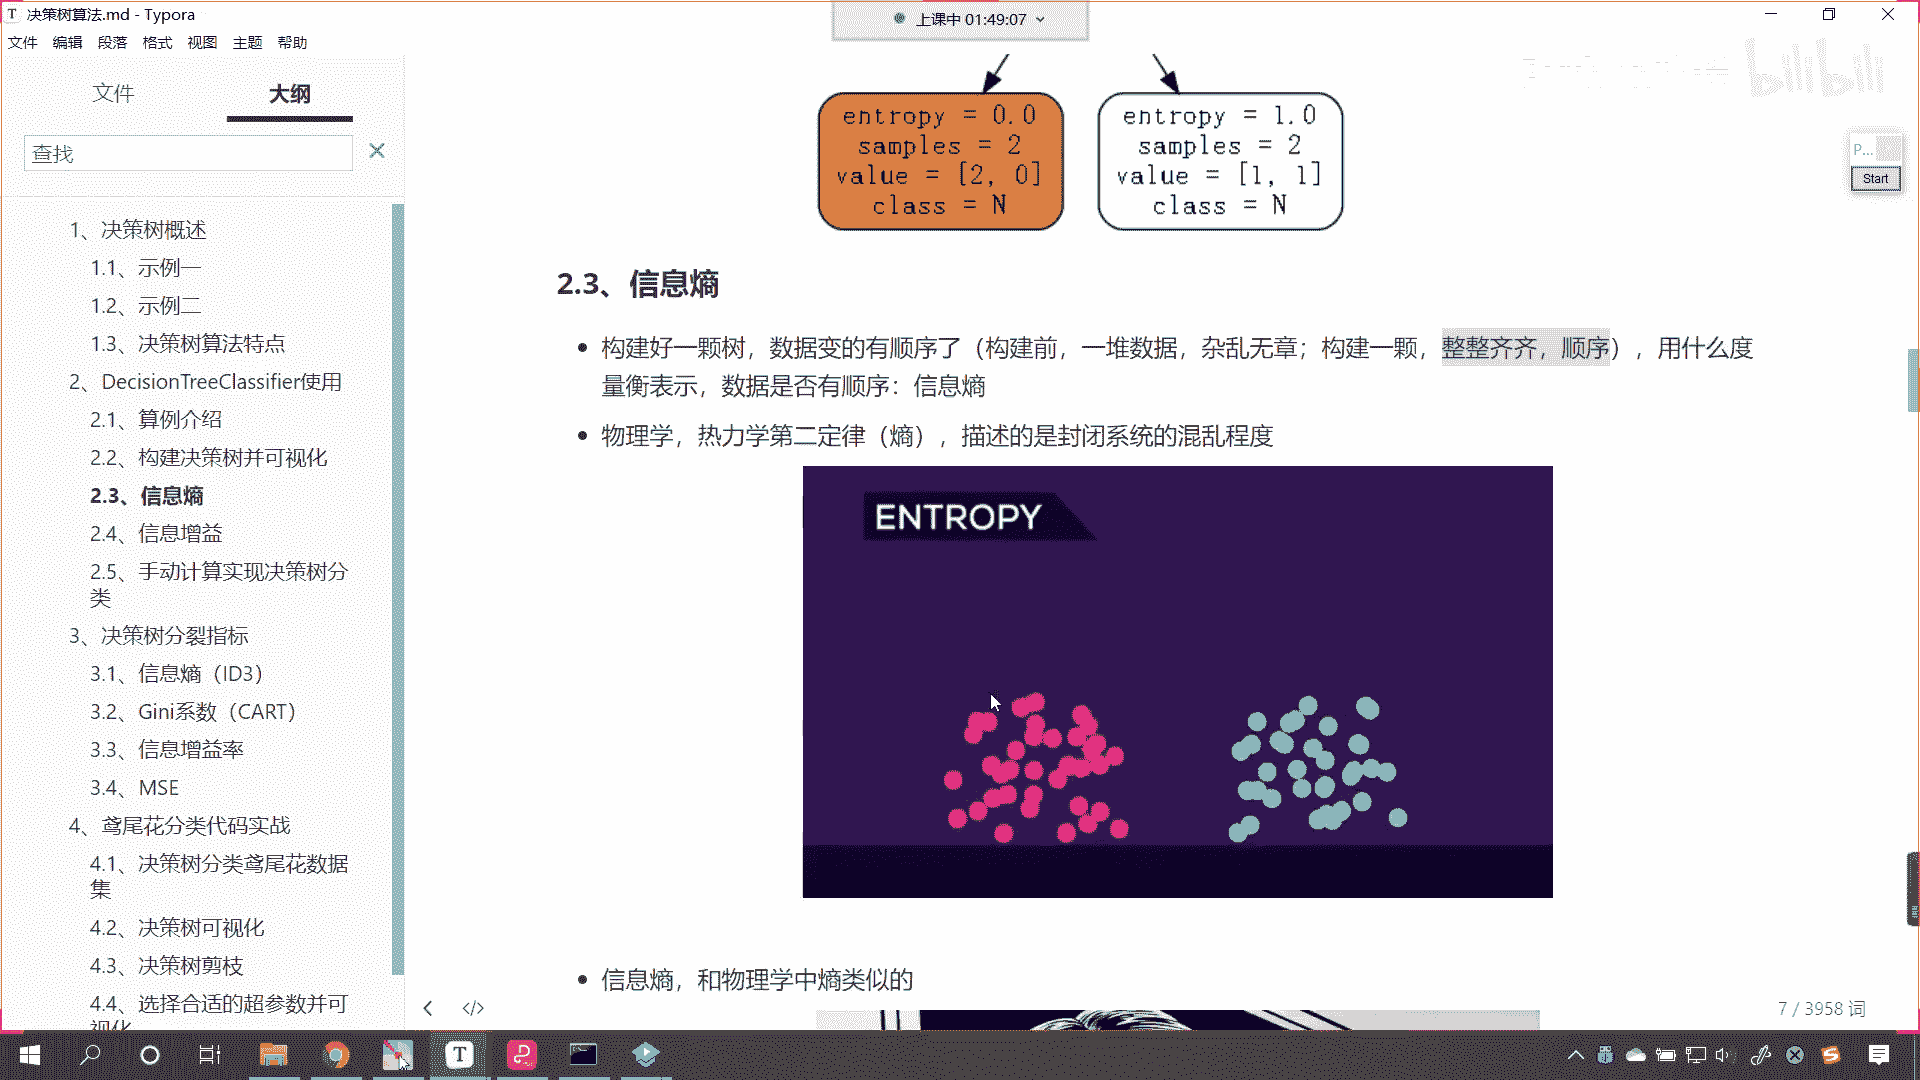 决策树算法.md - Typora
上课中 01:49:07
文件 编辑 段落 格式 视图 主题 帮助
bilibili
文件 大纲
查找
P...
Start
1、决策树概述
1.1、示例一
1.2、示例二
1.3、决策树算法特点
2、DecisionTreeClassifier使用
2.1、算例介绍
2.2、构建决策树并可视化
2.3、信息熵
2.4、信息增益
2.5、手动计算实现决策树分
类
3、决策树分裂指标
3.1、信息熵（ID3）
3.2、Gini系数（CART）
3.3、信息增益率
3.4、MSE
4、鸢尾花分类代码实战
4.1、决策树分类鸢尾花数据
集
4.2、决策树可视化
4.3、决策树剪枝
4.4、选择合适的超参数并可
视化
entropy = 0.0
samples = 2
value = [2, 0]
class = N
entropy = 1.0
samples = 2
value = [1, 1]
class = N
2.3、信息熵
构建好一颗树，数据变的有顺序了（构建前，一堆数据，杂乱无章；构建一颗，整整齐齐，顺序），用什么度
量衡表示，数据是否有顺序：信息熵
物理学，热力学第二定律（熵），描述的是封闭系统的混乱程度
ENTROPY
信息熵，和物理学中熵类似的
7 / 3958 词